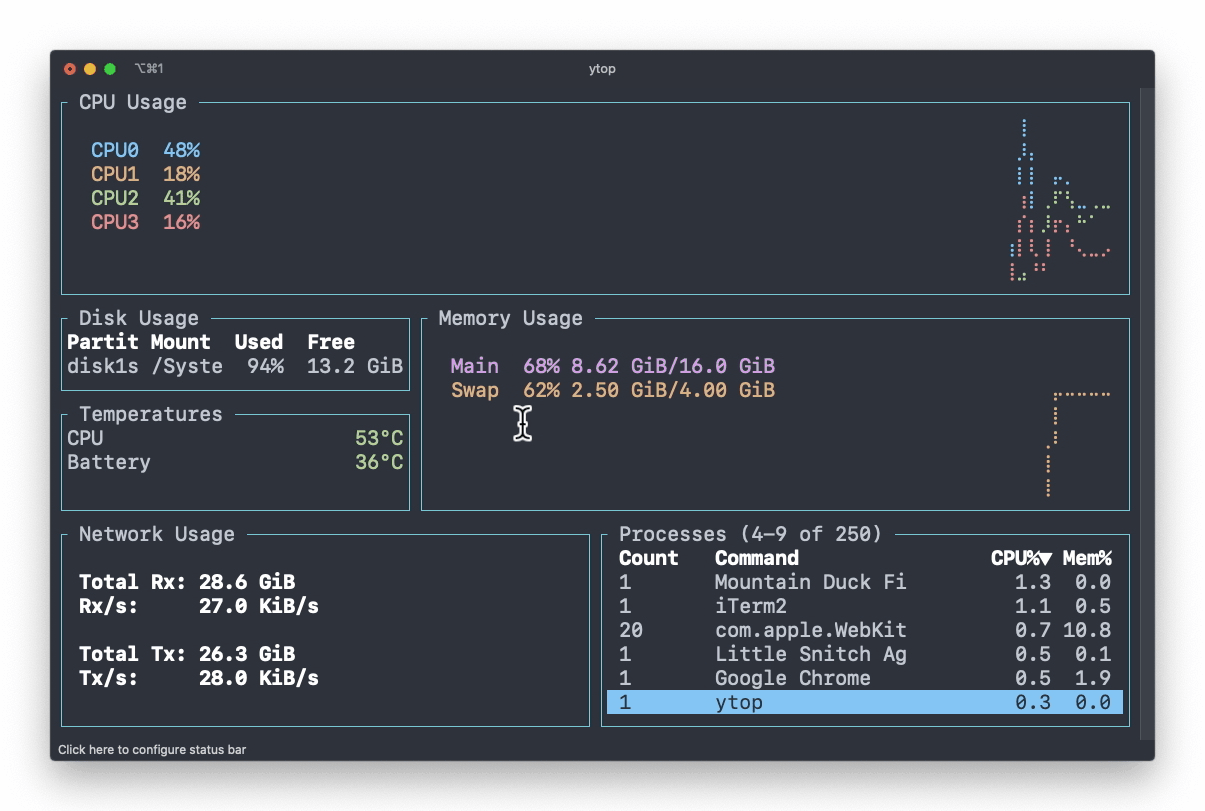 ⌥⌘1 ytop
CPU Usage
CPU0 48%
CPU1 18%
CPU2 41%
CPU3 16%
Disk Usage
Partit Mount Used Free
disk1s /Syste 94% 13.2 GiB
Temperatures
CPU 53°C
Battery 36°C
Memory Usage
Main 68% 8.62 GiB/16.0 GiB
Swap 62% 2.50 GiB/4.00 GiB
Network Usage
Total Rx: 28.6 GiB
Rx/s: 27.0 KiB/s
Total Tx: 26.3 GiB
Tx/s: 28.0 KiB/s
Processes (4-9 of 250)
Count Command CPU%▼ Mem%
1 Mountain Duck Fi 1.3 0.0
1 iTerm2 1.1 0.5
20 com.apple.WebKit 0.7 10.8
1 Little Snitch Ag 0.5 0.1
1 Google Chrome 0.5 1.9
1 ytop 0.3 0.0
Click here to configure status bar